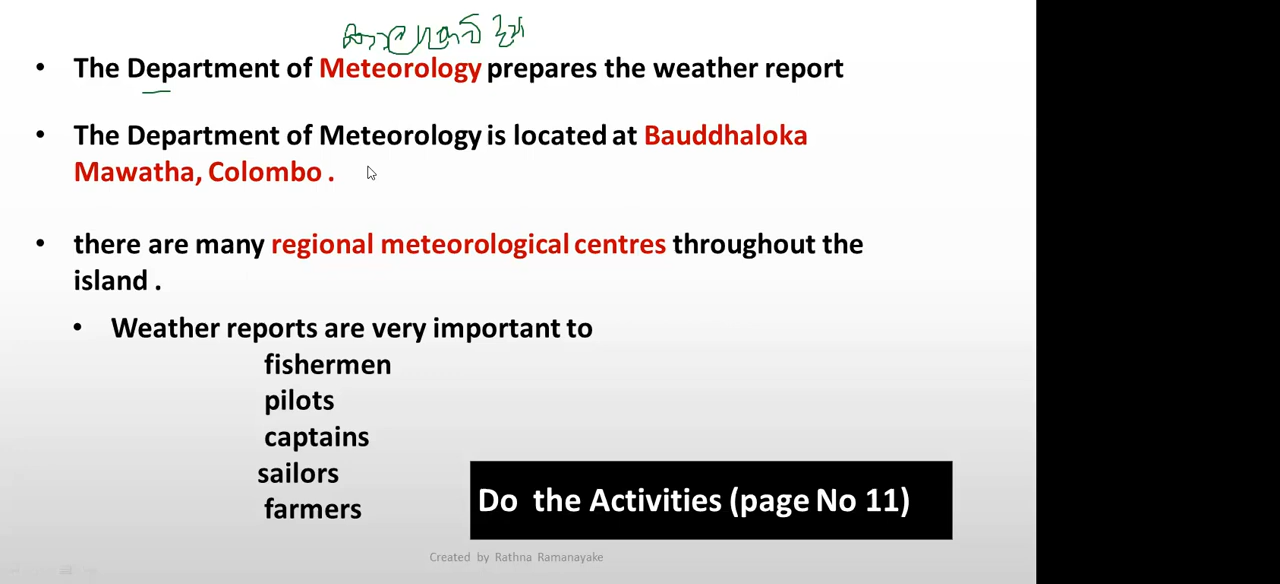 • The Department of Meteorology prepares the weather report
• The Department of Meteorology is located at Bauddhaloka
Mawatha, Colombo .
• there are many regional meteorological centres throughout the
island .
• Weather reports are very important to
fishermen
pilots
captains
sailors
farmers
Do the Activities (page No 11)
Created by Rathna Ramanayake